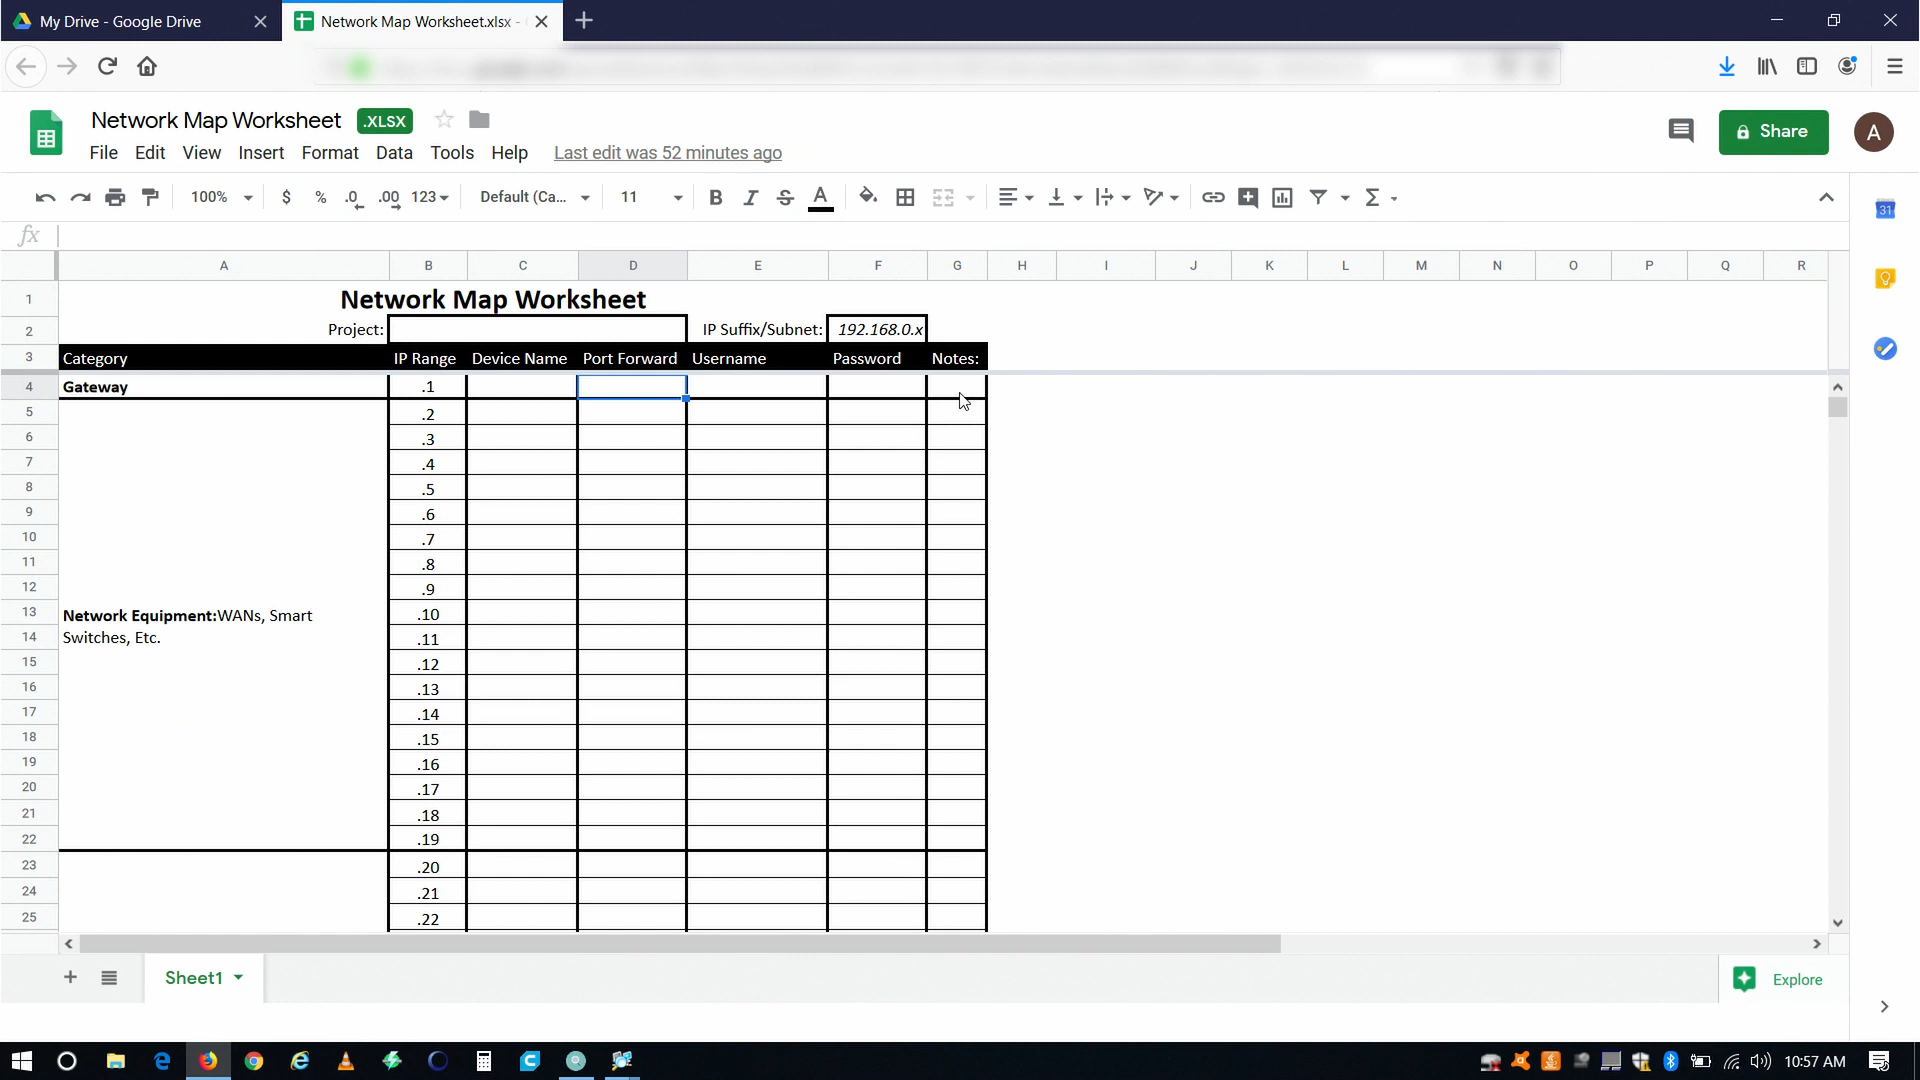 My Drive - Google Drive
Network Map Worksheet.xlsx -
Network Map Worksheet .XLSX
File Edit View Insert Format Data Tools Help Last edit was 52 minutes ago
Share
A
100% $ % .0 .00 123 Default (Ca... 11 B I S A
31
fx
A B C D E F G H I J K L M N O P Q R
1 Network Map Worksheet
2 Project: IP Suffix/Subnet: 192.168.0.x
3 Category IP Range Device Name Port Forward Username Password Notes:
4 Gateway .1
5 .2
6 .3
7 .4
8 .5
9 .6
10 .7
11 .8
12 .9
13 Network Equipment:WANs, Smart .10
14 Switches, Etc. .11
15 .12
16 .13
17 .14
18 .15
19 .16
20 .17
21 .18
22 .19
23 .20
24 .21
25 .22
Sheet1
Explore
10:57 AM